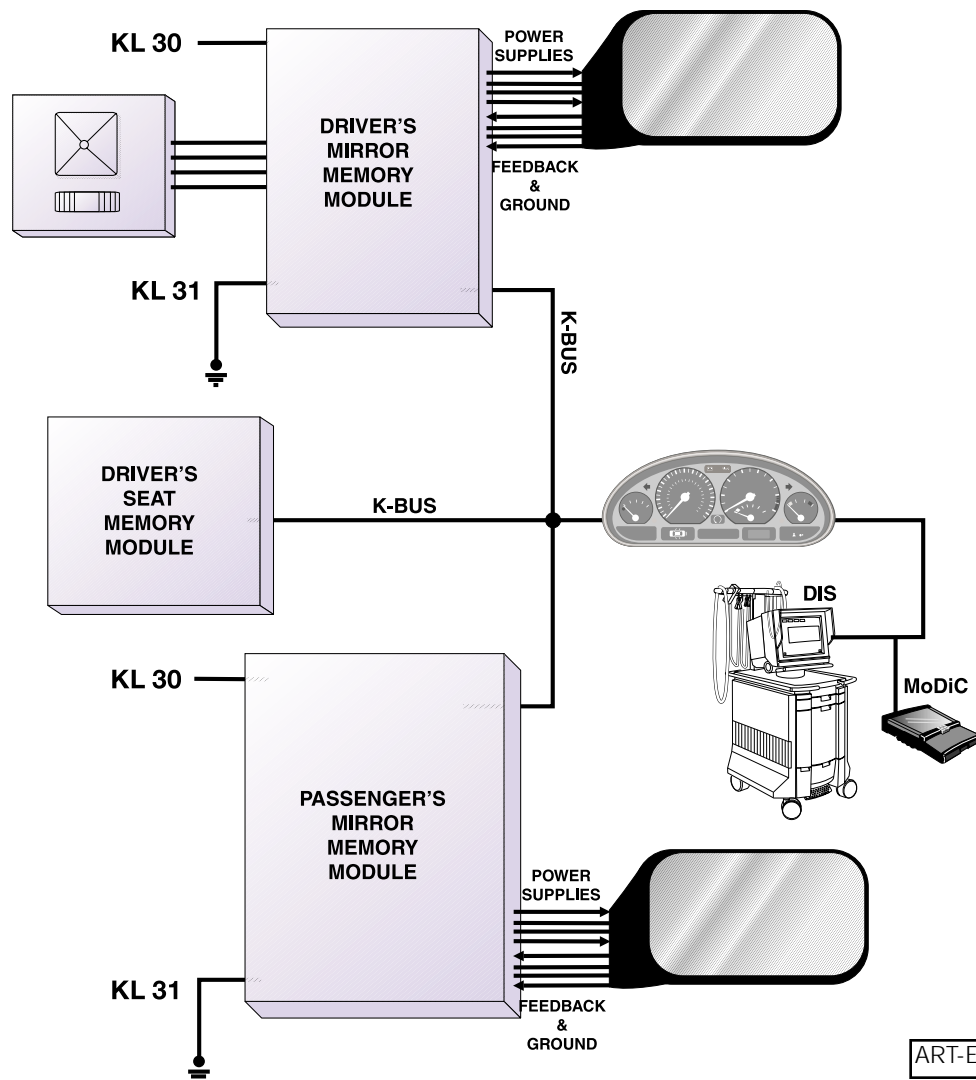 KL 30
POWER
SUPPLIES
DRIVER'S
MIRROR
MEMORY
MODULE
FEEDBACK
&
GROUND
KL 31
K-BUS
DRIVER'S
SEAT
MEMORY
MODULE
K-BUS
DIS
MoDiC
KL 30
PASSENGER'S
MIRROR
MEMORY
MODULE
POWER
SUPPLIES
KL 31
FEEDBACK
&
GROUND
ART-E